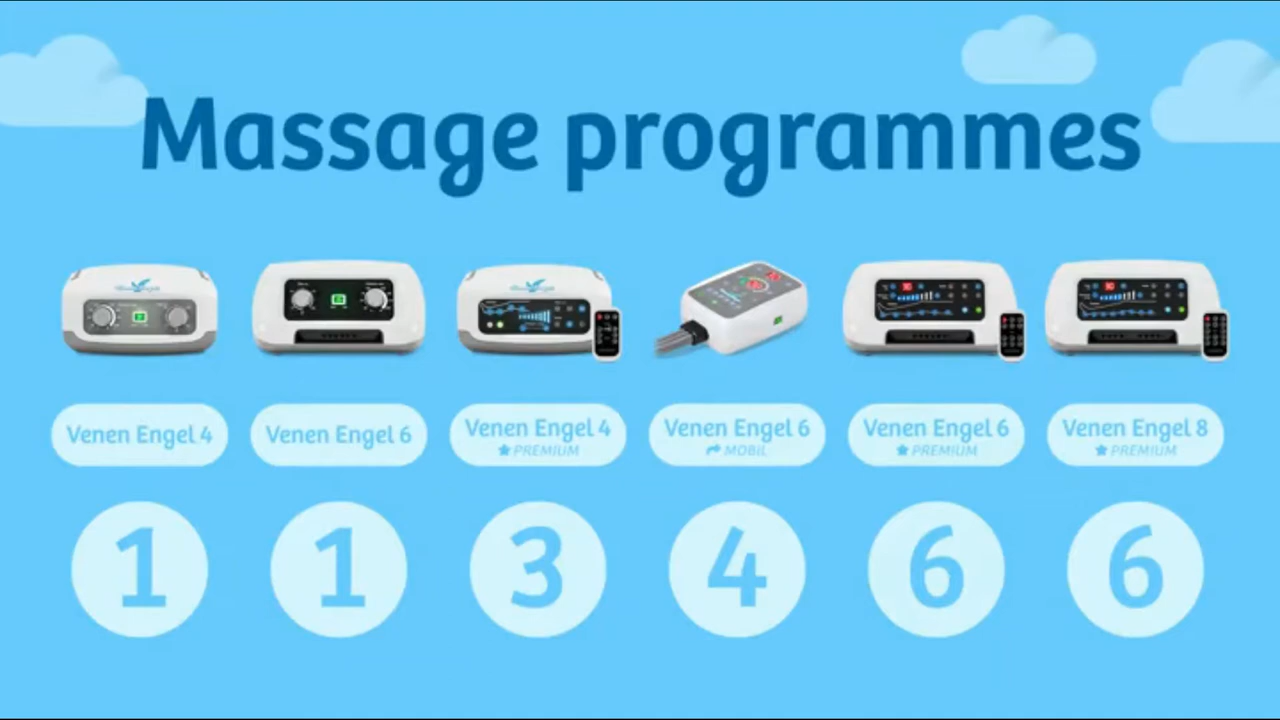 Massage programmes
Venen Engel 4
Venen Engel 6
Venen Engel 4
PREMIUM
Venen Engel 6
MOBIL
Venen Engel 6
PREMIUM
Venen Engel 8
PREMIUM
1
1
3
4
6
6